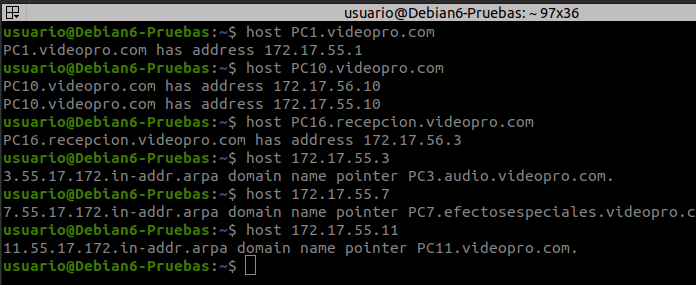 usuario@Debian6-Pruebas: ~ 97x36
usuario@Debian6-Pruebas:~$ host PC1.videopro.com
PC1.videopro.com has address 172.17.55.1
usuario@Debian6-Pruebas:~$ host PC10.videopro.com
PC10.videopro.com has address 172.17.56.10
PC10.videopro.com has address 172.17.55.10
usuario@Debian6-Pruebas:~$ host PC16.recepcion.videopro.com
PC16.recepcion.videopro.com has address 172.17.56.3
usuario@Debian6-Pruebas:~$ host 172.17.55.3
3.55.17.172.in-addr.arpa domain name pointer PC3.audio.videopro.com.
usuario@Debian6-Pruebas:~$ host 172.17.55.7
7.55.17.172.in-addr.arpa domain name pointer PC7.efectosespeciales.videopro.c
usuario@Debian6-Pruebas:~$ host 172.17.55.11
11.55.17.172.in-addr.arpa domain name pointer PC11.videopro.com.
usuario@Debian6-Pruebas:~$